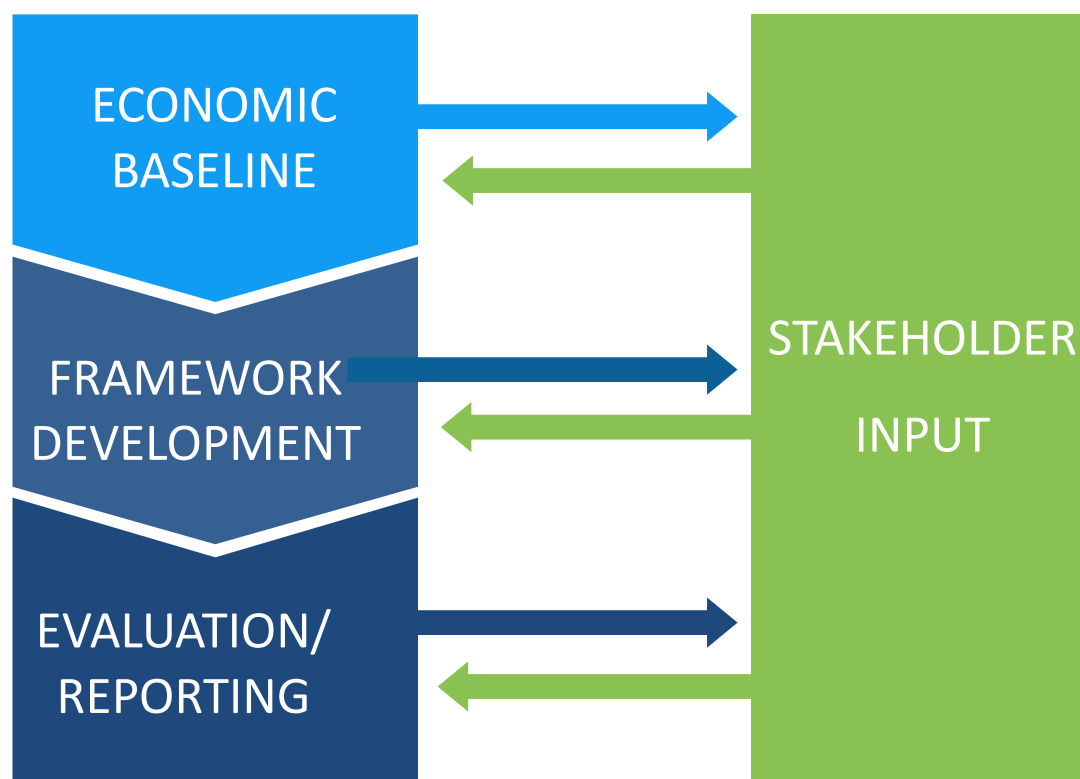 ECONOMIC
BASELINE
FRAMEWORK
DEVELOPMENT
EVALUATION/
REPORTING
STAKEHOLDER
INPUT